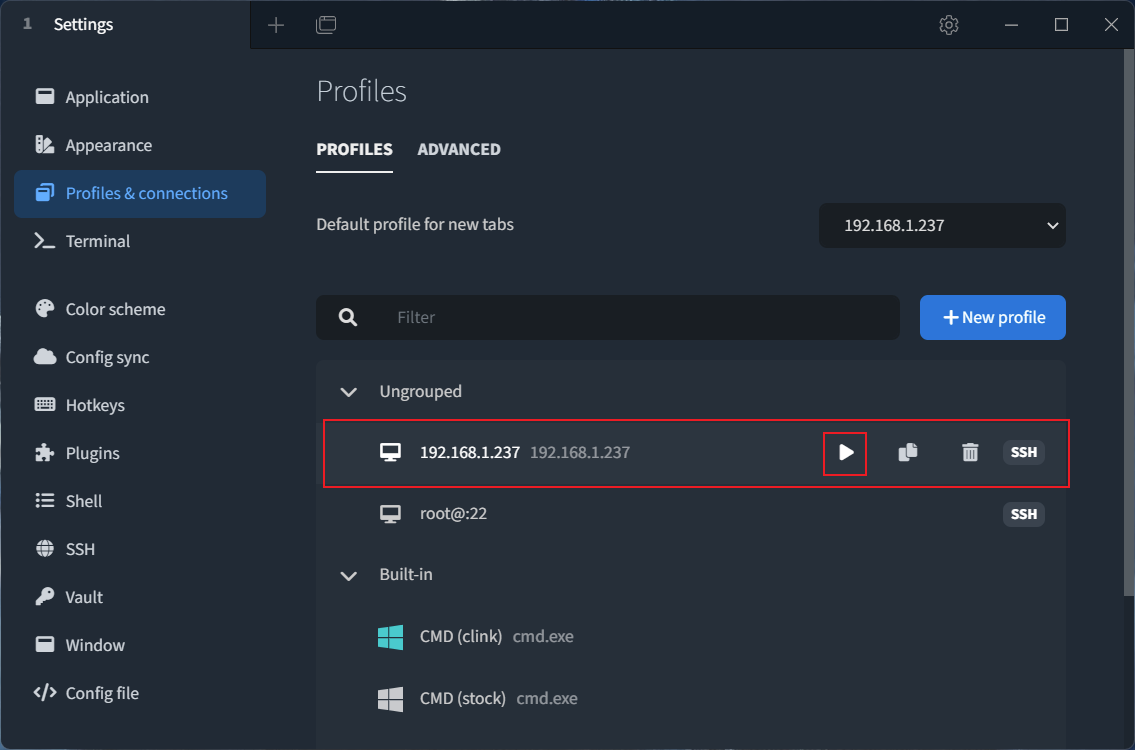 1 Settings
Application
Appearance
Profiles & connections
Terminal
Color scheme
Config sync
Hotkeys
Plugins
Shell
SSH
Vault
Window
Config file
Profiles
PROFILES ADVANCED
Default profile for new tabs 192.168.1.237
Filter New profile
Ungrouped
192.168.1.237 192.168.1.237 SSH
root@:22 SSH
Built-in
CMD (clink) cmd.exe
CMD (stock) cmd.exe